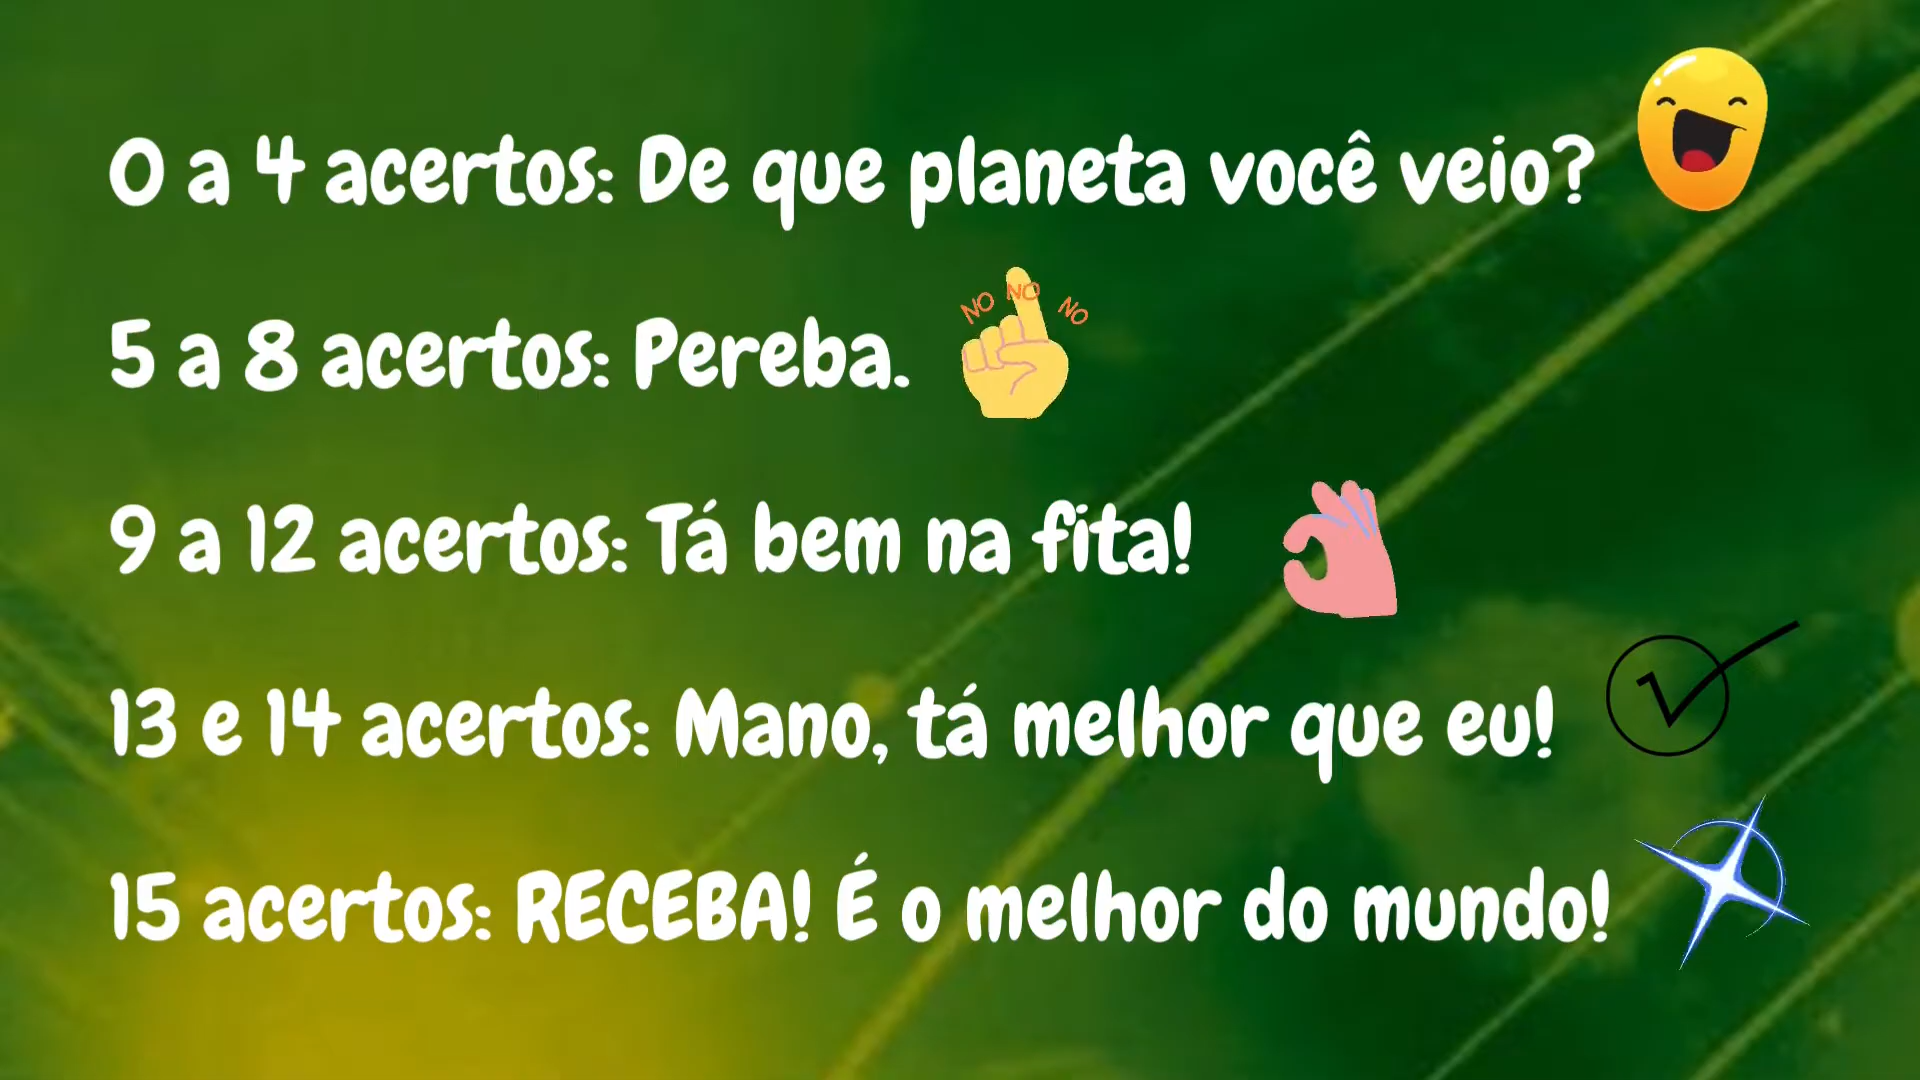 0 a 4 acertos: De que planeta você veio?
NO NO NO
5 a 8 acertos: Pereba.
9 a 12 acertos: Tá bem na fita!
13 e 14 acertos: Mano, tá melhor que eu!
15 acertos: RECEBA! É o melhor do mundo!